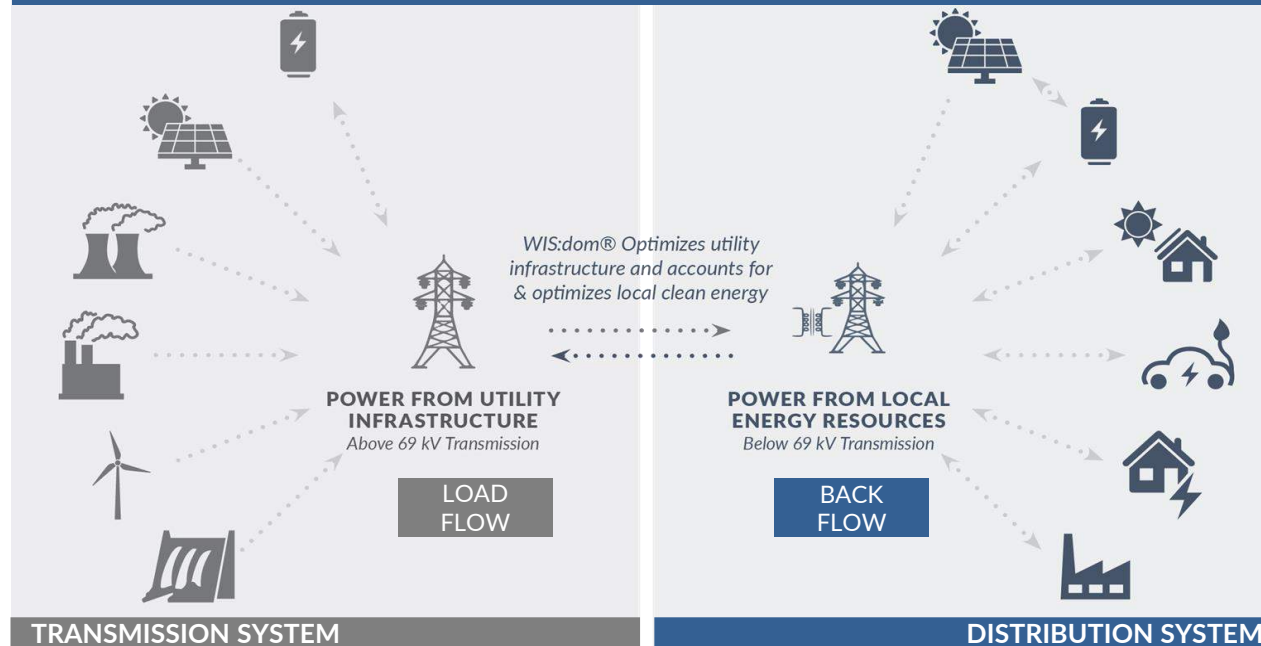 WIS:dom® Optimizes utility
infrastructure and accounts for
& optimizes local clean energy
POWER FROM UTILITY
INFRASTRUCTURE
Above 69 kV Transmission
LOAD
FLOW
POWER FROM LOCAL
ENERGY RESOURCES
Below 69 kV Transmission
BACK
FLOW
TRANSMISSION SYSTEM
DISTRIBUTION SYSTEM